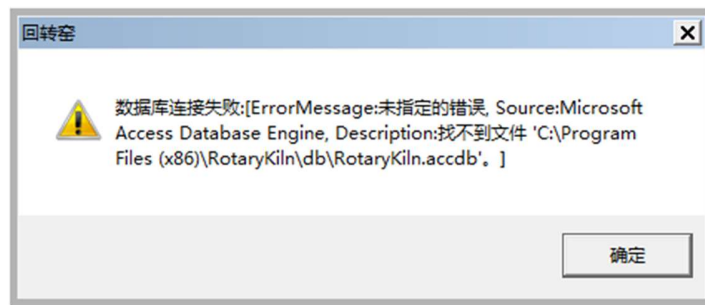 回转窑
数据库连接失败:[ErrorMessage:未指定的错误, Source:Microsoft
Access Database Engine, Description:找不到文件 'C:\Program
Files (x86)\RotaryKiln\db\RotaryKiln.accdb'。]
确定